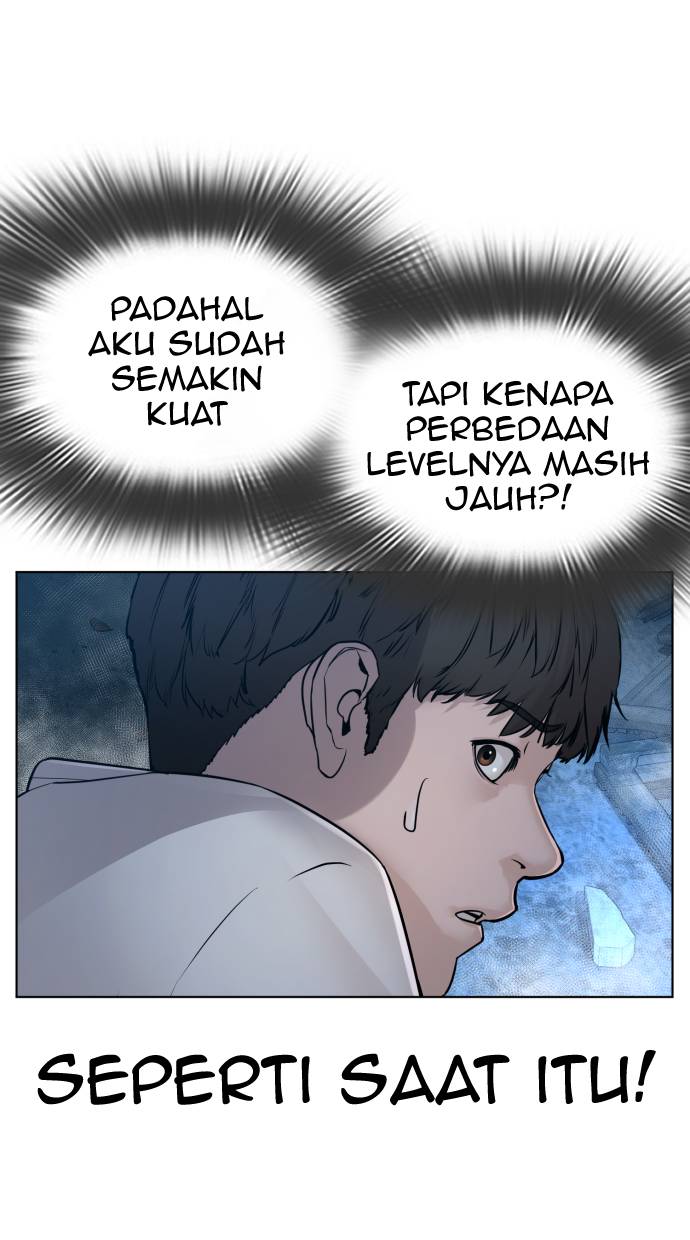 PADAHAL
AKU SUDAH
SEMAKIN
KUAT
TAPI KENAPA
PERBEDAAN
LEVELNYA MASIH
JAUH?!
SEPERTI SAAT ITU!